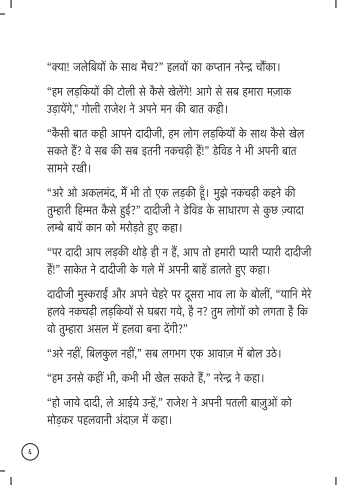 “क्या! जलेबियों के साथ मैच?” हलवों का कप्तान नरेन्द्र चौंका।
“हम लड़कियों की टोली से कैसे खेलेंगे! आगे से सब हमारा मज़ाक
उड़ायेंगे,” गोली राजेश ने अपने मन की बात कही।
“कैसी बात कही आपने दादीजी, हम लोग लड़कियों के साथ कैसे खेल
सकते हैं? वे सब की सब इतनी नकचढ़ी हैं!” डेविड ने भी अपनी बात
सामने रखी।
“अरे ओ अकलमंद, मैं भी तो एक लड़की हूँ। मुझे नकचढ़ी कहने की
तुम्हारी हिम्मत कैसे हुई?” दादीजी ने डेविड के साधारण से कुछ ज़्यादा
लम्बे बायें कान को मरोड़ते हुए कहा।
“पर दादी आप लड़की थोड़े ही न हैं, आप तो हमारी प्यारी प्यारी दादीजी
हैं!” साकेत ने दादीजी के गले में अपनी बाहें डालते हुए कहा।
दादीजी मुस्कराईं और अपने चेहरे पर दूसरा भाव ला के बोलीं, “यानि मेरे
हलवे नकचढ़ी लड़कियों से घबरा गये, है न? तुम लोगों को लगता है कि
वो तुम्हारा असल में हलवा बना देंगी?”
“अरे नहीं, बिलकुल नहीं,” सब लगभग एक आवाज़ में बोल उठे।
“हम उनसे कहीं भी, कभी भी खेल सकते हैं,” नरेन्द्र ने कहा।
“हो जाये दादी, ले आईये उन्हें,” राजेश ने अपनी पतली बाज़ुओं को
मोड़कर पहलवानी अंदाज़ में कहा।
६